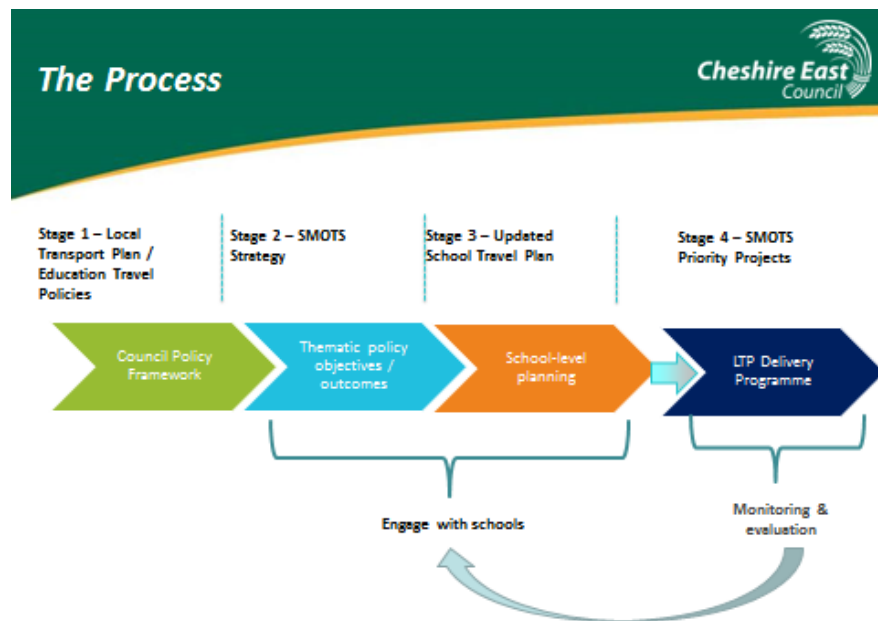 The Process
Cheshire East
Council
Stage 1 – Local
Transport Plan /
Education Travel
Policies
Stage 2 – SMOTS
Strategy
Stage 3 – Updated
School Travel Plan
Stage 4 – SMOTS
Priority Projects
Council Policy
Framework
Thematic policy
objectives /
outcomes
School-level
planning
LTP Delivery
Programme
Engage with schools
Monitoring &
evaluation